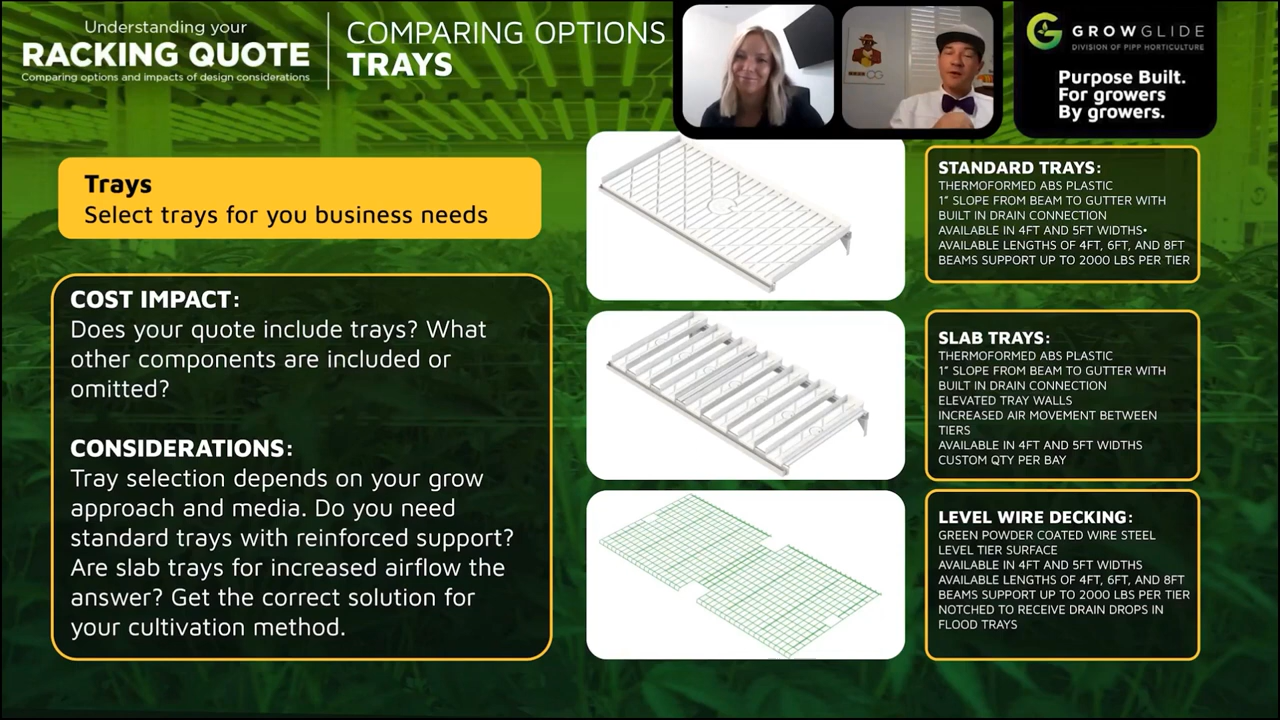 Understanding your
RACKING QUOTE
Comparing options and impacts of design considerations
COMPARING OPTIONS
TRAYS
GROWGLIDE
DIVISION OF PIPP HORTICULTURE
Purpose Built.
For growers
By growers.
Trays
Select trays for you business needs
COST IMPACT:
Does your quote include trays? What
other components are included or
omitted?
CONSIDERATIONS:
Tray selection depends on your grow
approach and media. Do you need
standard trays with reinforced support?
Are slab trays for increased airflow the
answer? Get the correct solution for
your cultivation method.
STANDARD TRAYS:
THERMOFORMED ABS PLASTIC
1” SLOPE FROM BEAM TO GUTTER WITH
BUILT IN DRAIN CONNECTION
AVAILABLE IN 4FT AND 5FT WIDTHS•
AVAILABLE LENGTHS OF 4FT, 6FT, AND 8FT
BEAMS SUPPORT UP TO 2000 LBS PER TIER
SLAB TRAYS:
THERMOFORMED ABS PLASTIC
1” SLOPE FROM BEAM TO GUTTER WITH
BUILT IN DRAIN CONNECTION
ELEVATED TRAY WALLS
INCREASED AIR MOVEMENT BETWEEN
TIERS
AVAILABLE IN 4FT AND 5FT WIDTHS
CUSTOM QTY PER BAY
LEVEL WIRE DECKING:
GREEN POWDER COATED WIRE STEEL
LEVEL TIER SURFACE
AVAILABLE IN 4FT AND 5FT WIDTHS
AVAILABLE LENGTHS OF 4FT, 6FT, AND 8FT
BEAMS SUPPORT UP TO 2000 LBS PER TIER
NOTCHED TO RECEIVE DRAIN DROPS IN
FLOOD TRAYS